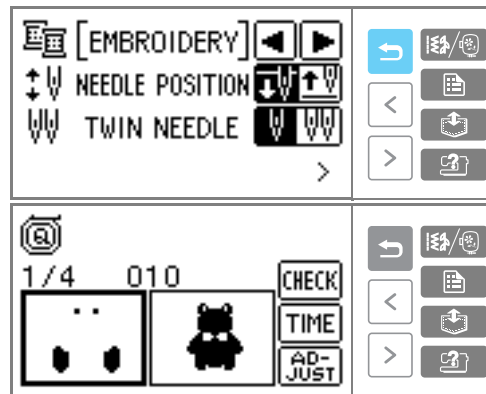 [EMBROIDERY]
NEEDLE POSITION
TWIN NEEDLE
>
1/4 010
CHECK
TIME
AD-
JUST